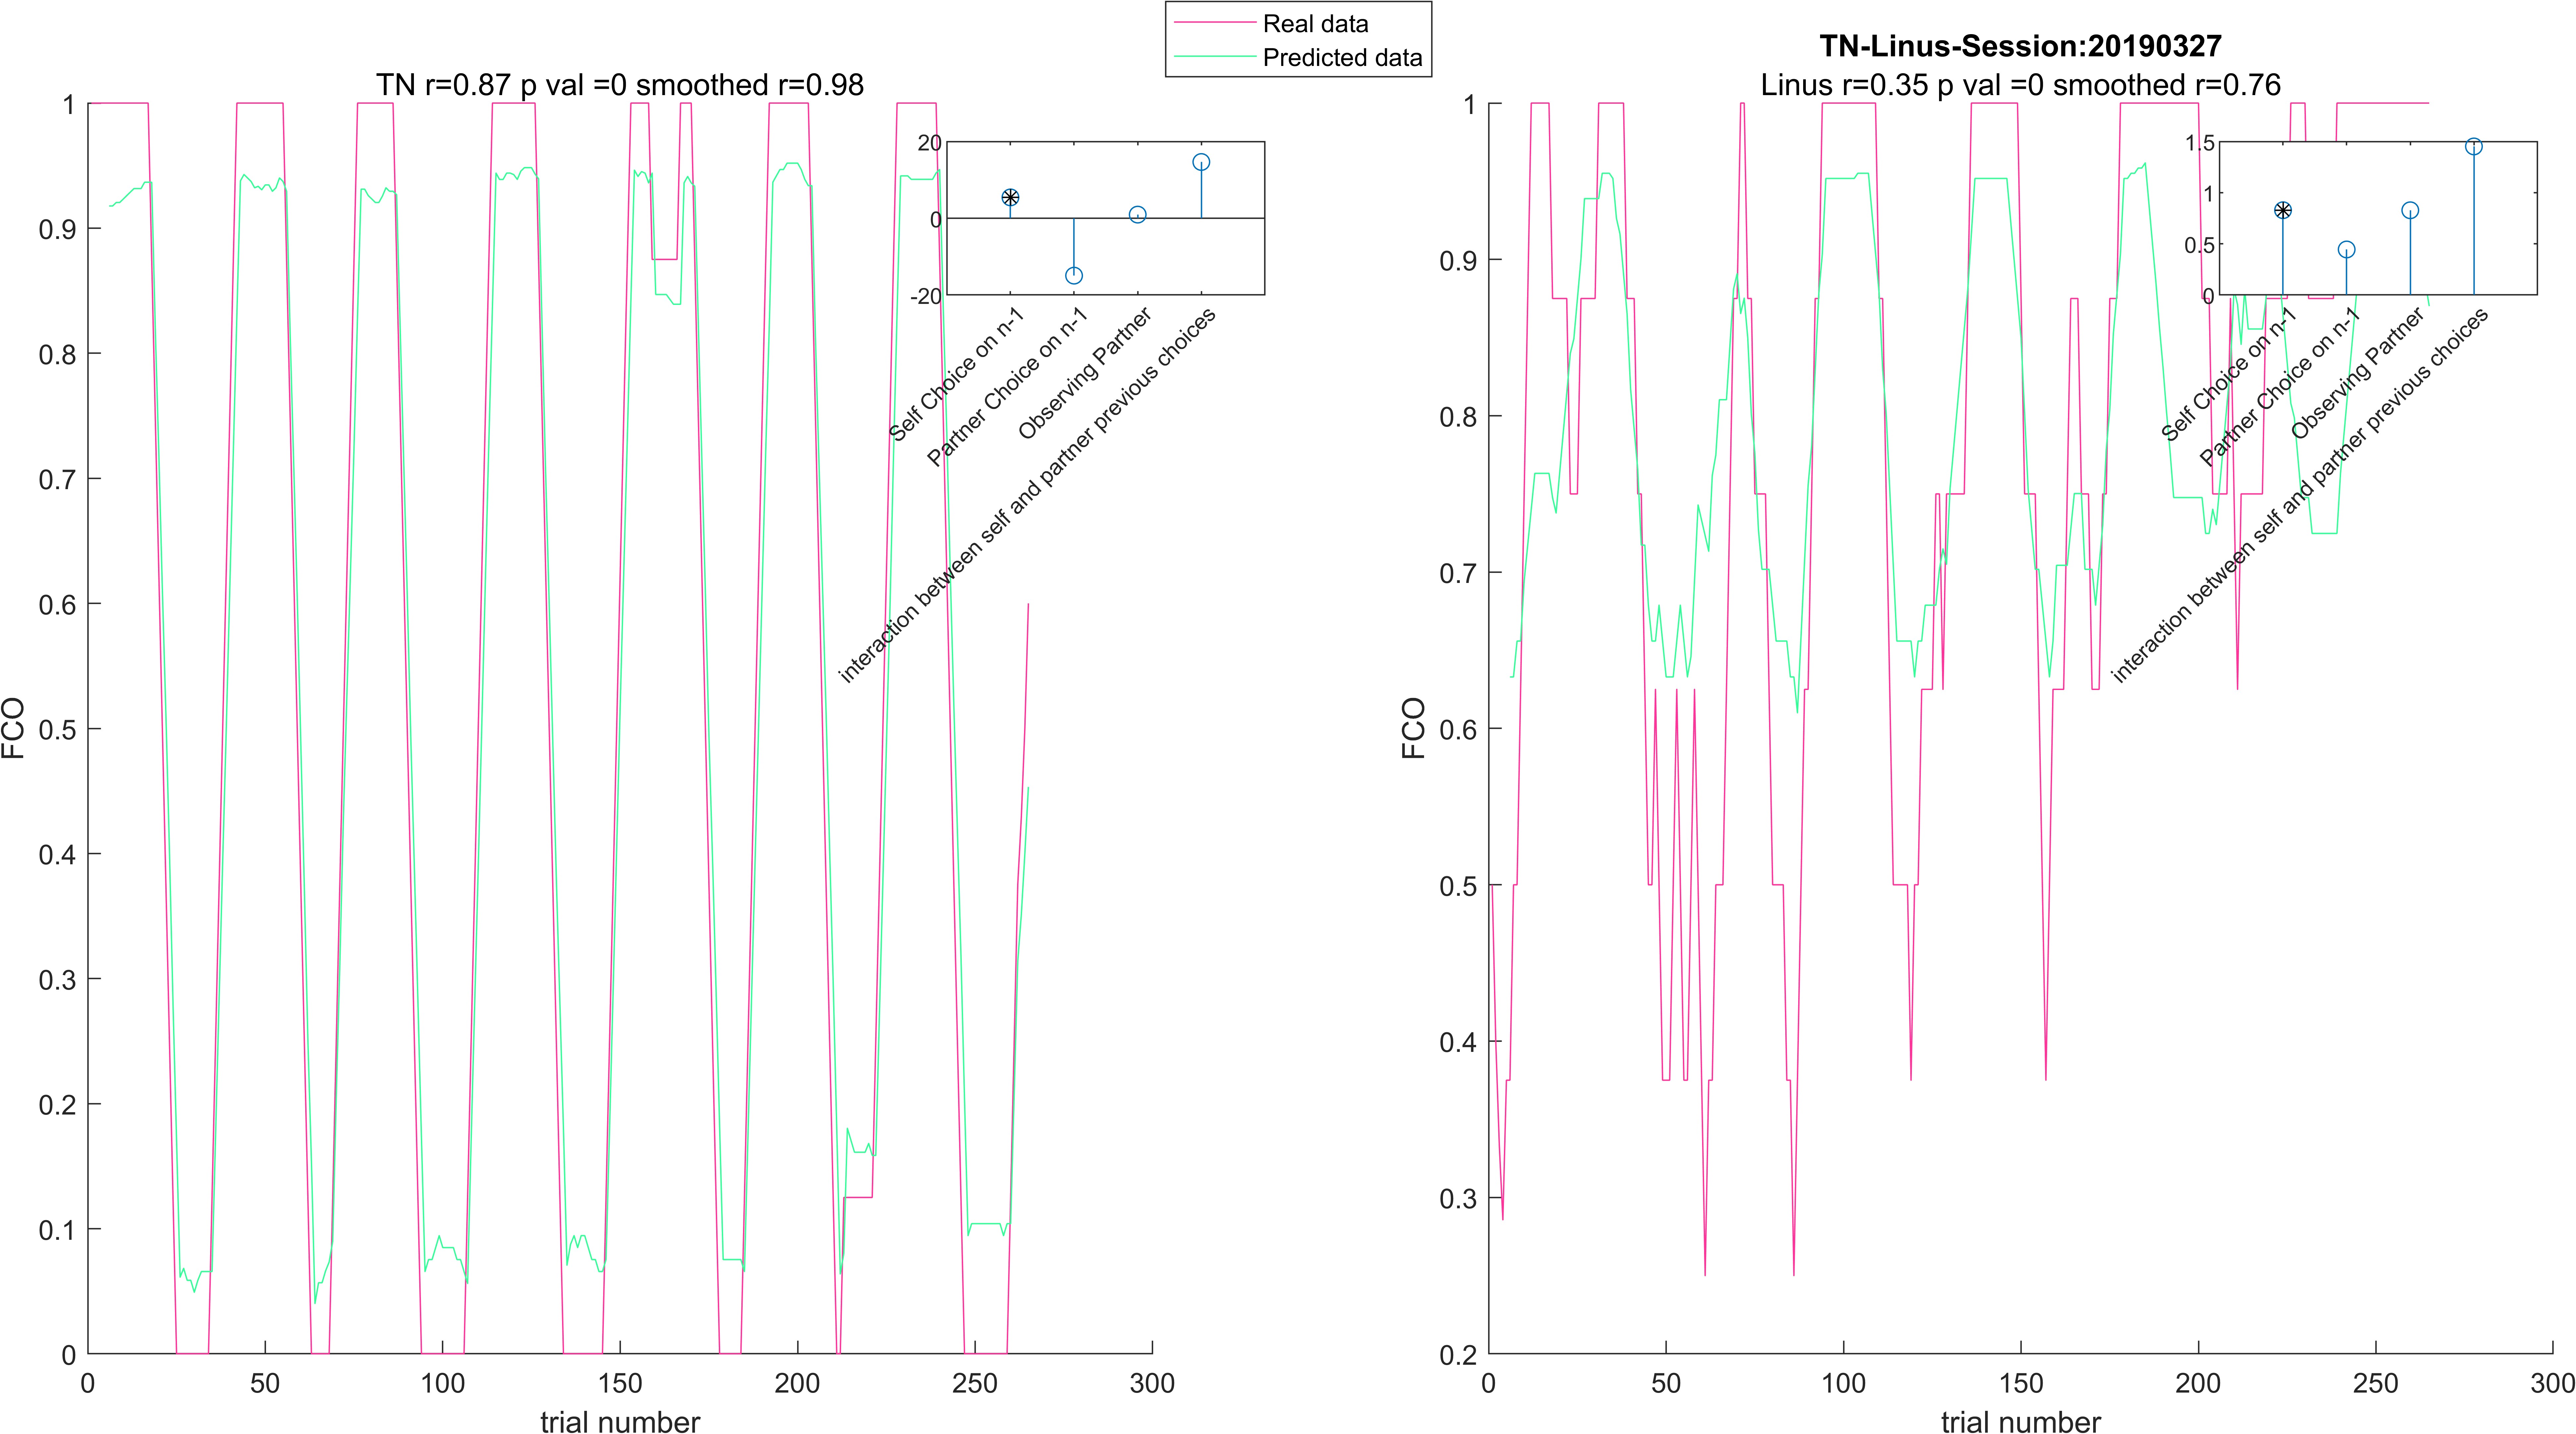 Real data
Predicted data
TN r=0.87 p val =0 smoothed r=0.98
1
0.9
0.8
0.7
0.6
0.5
0.4
0.3
0.2
0.1
0
FCO
0
50
100
150
200
250
300
trial number
20
0
-20
Self Choice on n-1
Partner Choice on n-1
Observing Partner
interaction between self and partner previous choices
TN-Linus-Session:20190327
Linus r=0.35 p val =0 smoothed r=0.76
1
0.9
0.8
0.7
0.6
0.5
0.4
0.3
0.2
FCO
0
50
100
150
200
250
300
trial number
1.5
1
0.5
0
Self Choice on n-1
Partner Choice on n-1
Observing Partner
interaction between self and partner previous choices